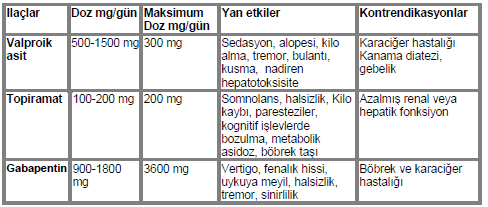 İlaçlar
Doz mg/gün
Maksimum
Doz mg/gün
Yan etkiler
Kontrendikasyonlar
Valproik
asit
500-1500 mg
300 mg
Sedasyon, alopesi, kilo
alma, tremor, bulantı,
kusma, nadiren
hepatotoksisite
Karaciğer hastalığı
Kanama diatezi,
gebelik
Topiramat
100-200 mg
200 mg
Somnolans, halsizlik, Kilo
kaybı, paresteziler,
kognitif işlevlerde
bozulma, metabolik
asidoz, böbrek taşı
Azalmış renal veya
hepatik fonksiyon
Gabapentin
900-1800
mg
3600 mg
Vertigo, fenalık hissi,
uykuya meyil, halsizlik,
tremor, sinirlilik
Böbrek ve karaciğer
hastalığı